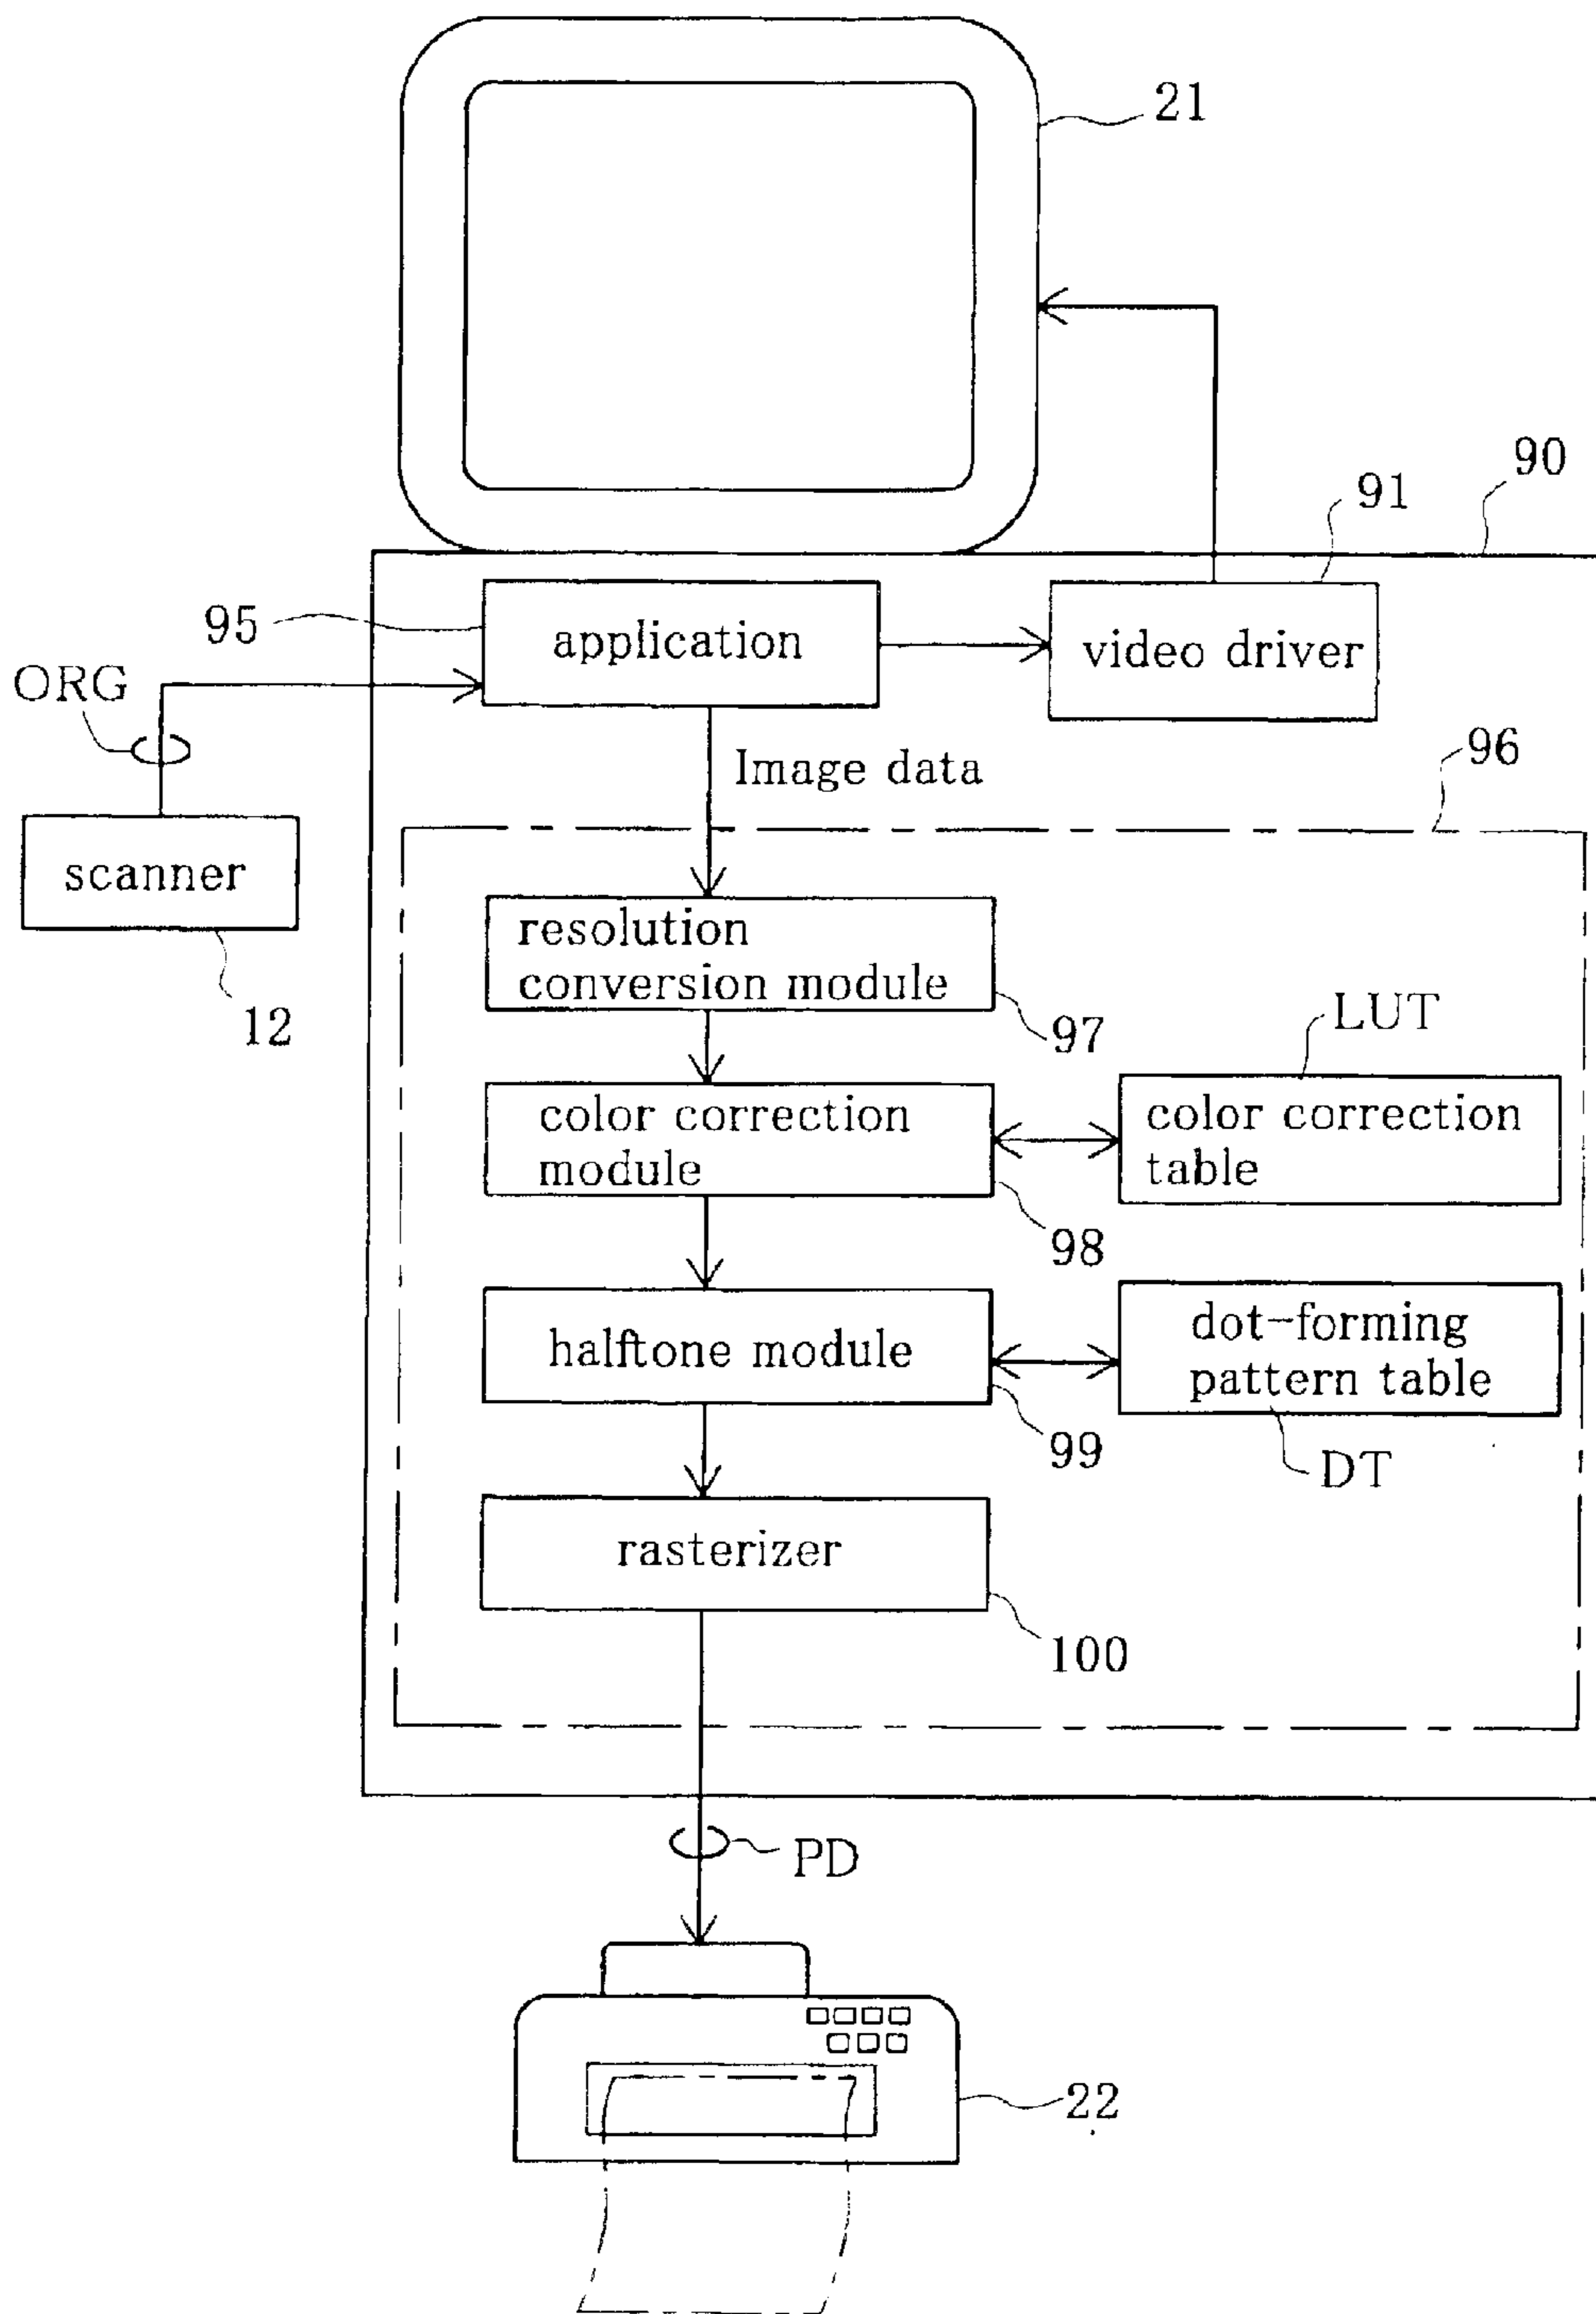 21
90
91
95
application
video driver
ORG
Image data
96
scanner
12
resolution
conversion module
97
LUT
color correction
module
98
color correction
table
halftone module
99
dot-forming
pattern table
DT
rasterizer
100
PD
22